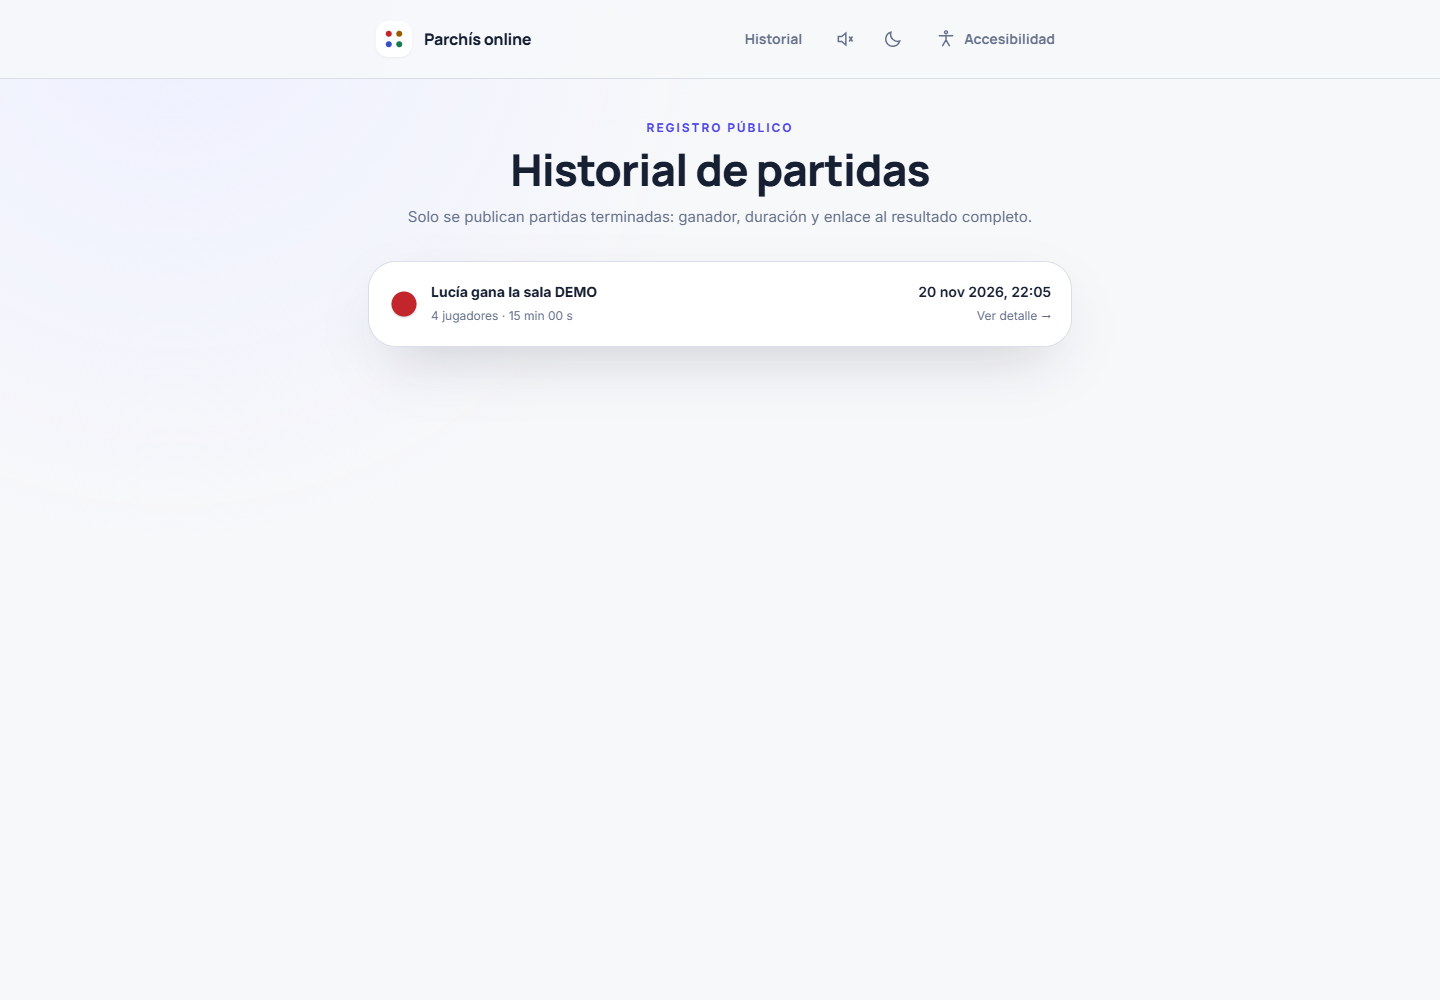 Parchís online
Historial
Accesibilidad
REGISTRO PÚBLICO
Historial de partidas
Solo se publican partidas terminadas: ganador, duración y enlace al resultado completo.
Lucía gana la sala DEMO
20 nov 2026, 22:05
4 jugadores · 15 min 00 s
Ver detalle →